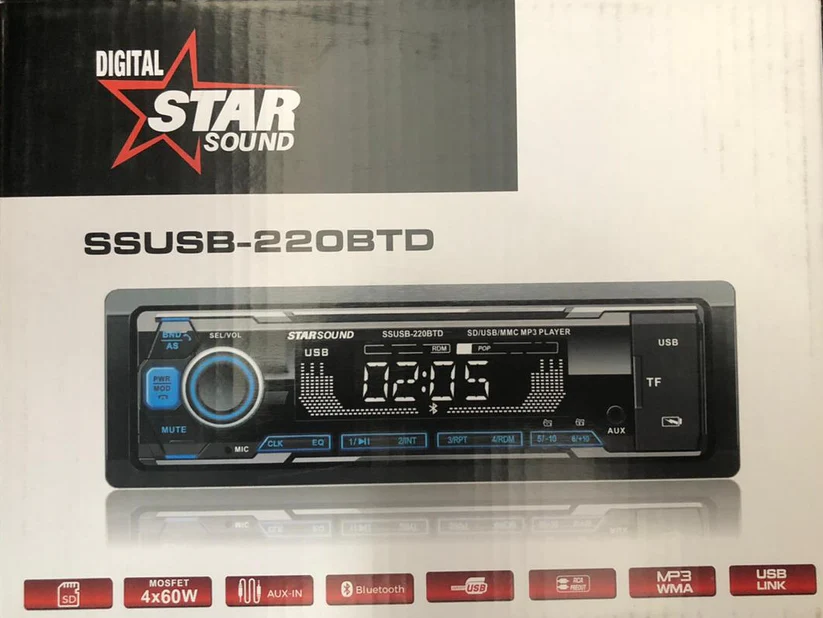 DIGITAL
STAR
SOUND
SSUSB-220BTD
BND
AS
SEL/VOL
STARSOUND SSUSB-220BTD SD/USB/MMC MP3 PLAYER
USB
RDM POP
02:05
USB
TF
PWR
MOD
MUTE
MIC
CLK EQ 1/ 2/INT 3/RPT 4/RDM 5/-10 6/+10
AUX
SD
MOSFET
4x60W
AUX-IN
Bluetooth
USB
RCA
PREOUT
MP3
WMA
USB
LINK